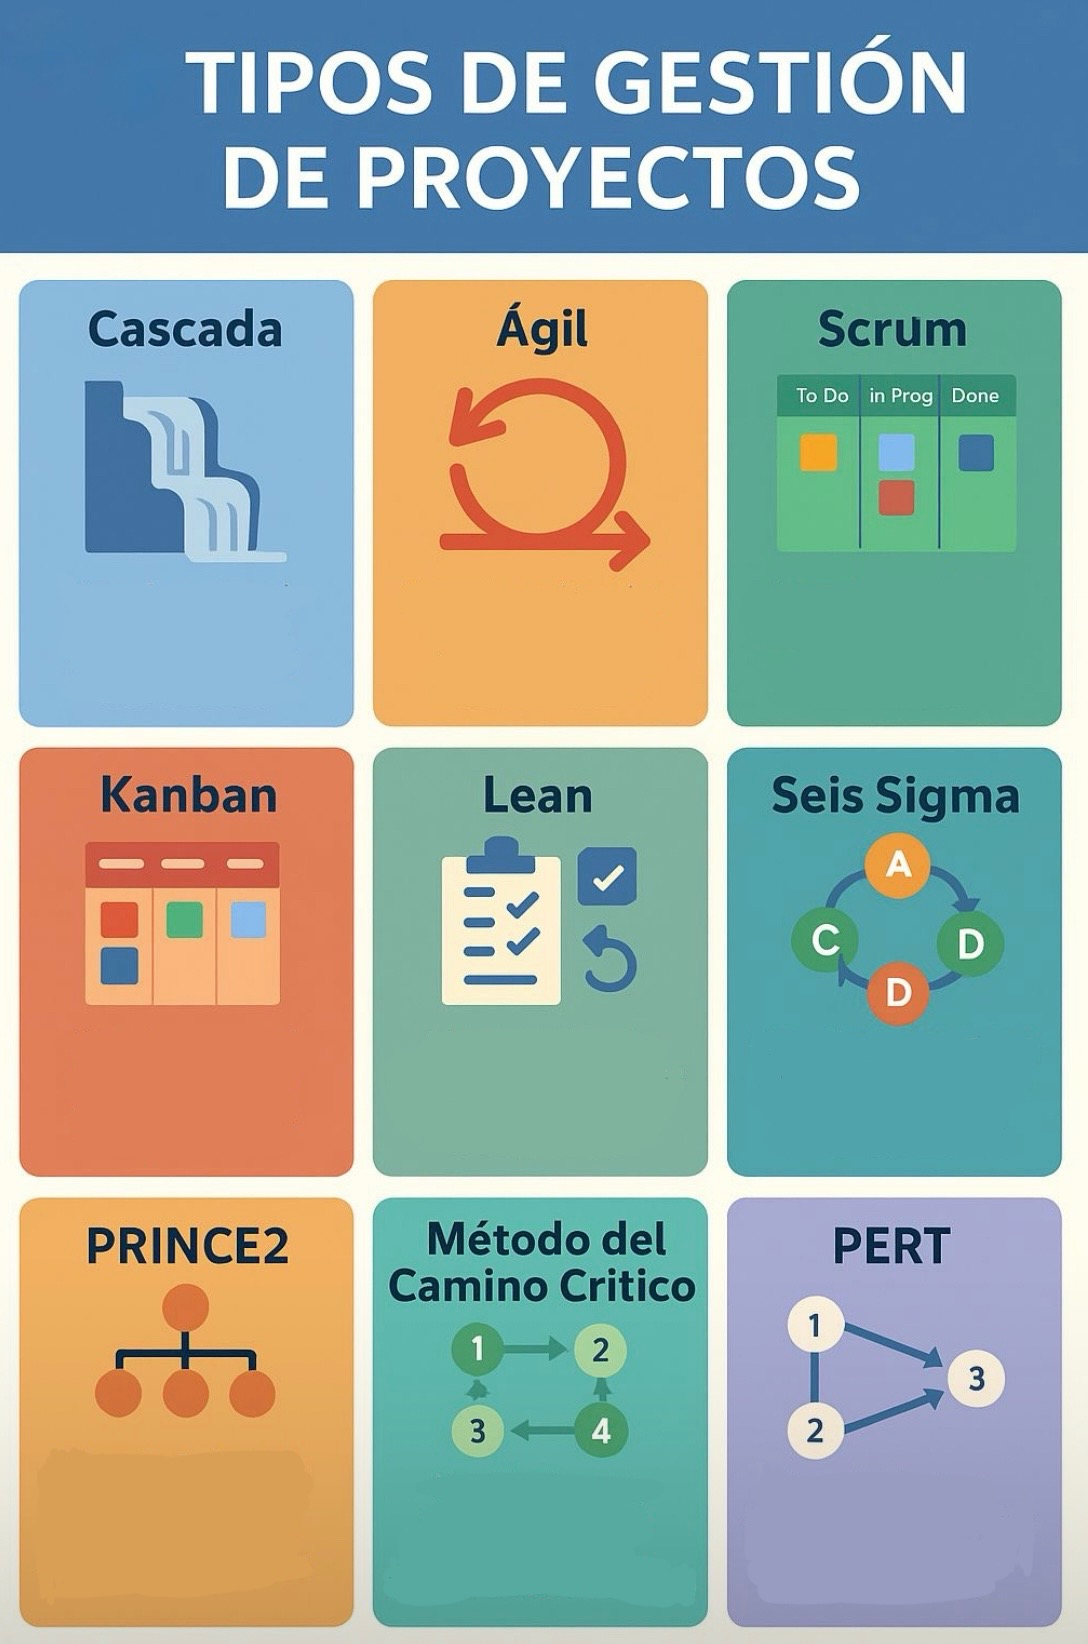 TIPOS DE GESTIÓN
DE PROYECTOS
Cascada
Ágil
Scrum
To Do
in Prog
Done
Kanban
Lean
Seis Sigma
A
C
D
D
PRINCE2
Método del
Camino Critico
1
2
3
4
PERT
1
3
2